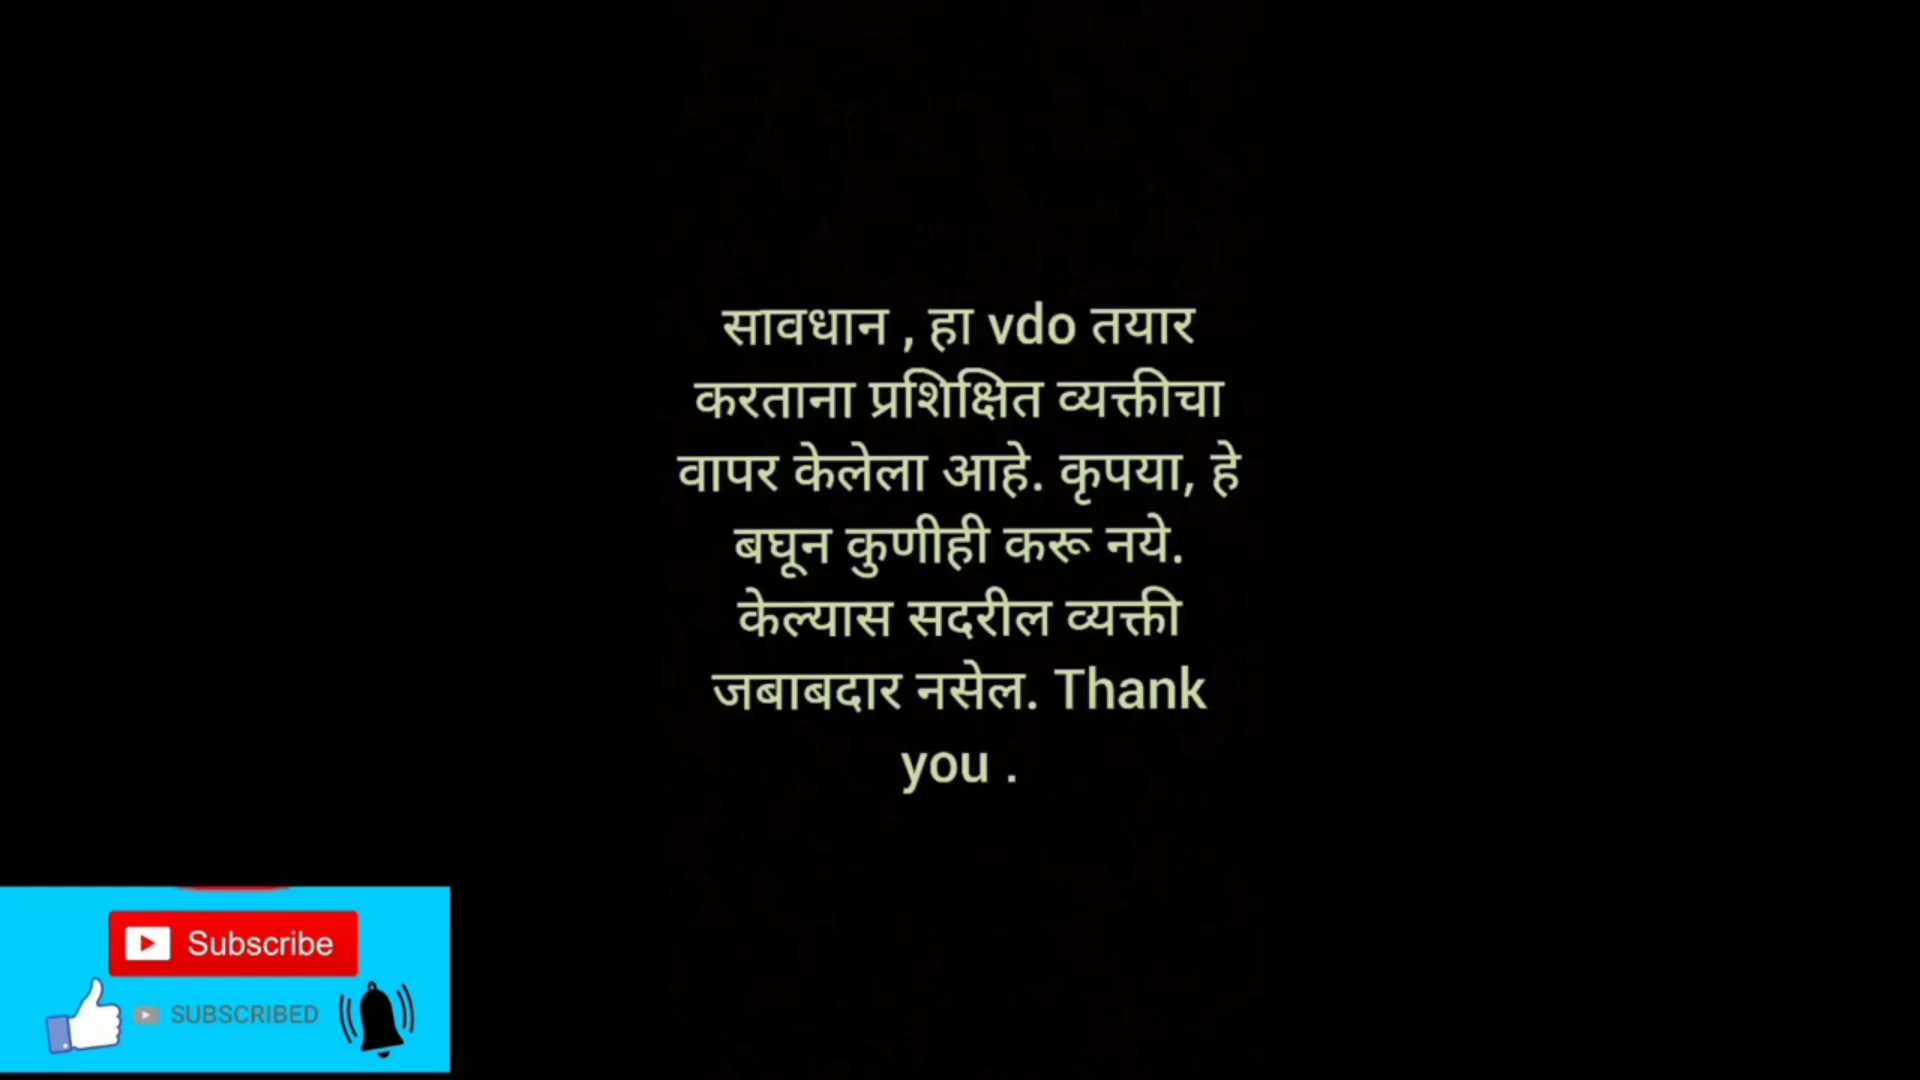 सावधान , हा vdo तयार
करताना प्रशिक्षित व्यक्तीचा
वापर केलेला आहे. कृपया, हे
बघून कुणीही करू नये.
केल्यास सदरील व्यक्ती
जबाबदार नसेल. Thank
you .
Subscribe
SUBSCRIBED